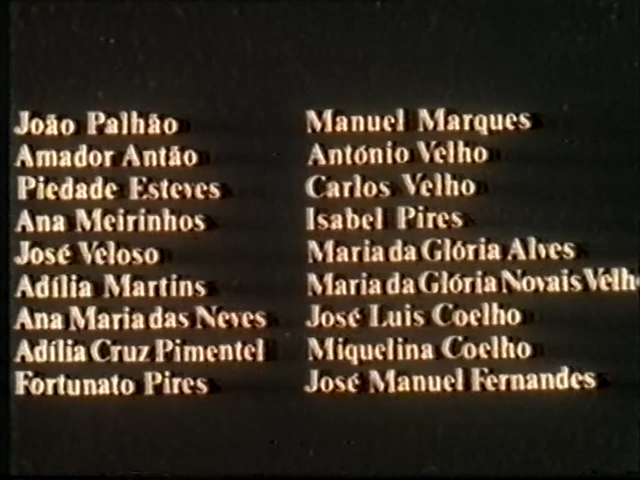 João Palhão
Amador Antão
Piedade Esteves
Ana Meirinhos
José Veloso
Adília Martins
Ana Maria das Neves
Adília Cruz Pimentel
Fortunato Pires
Manuel Marques
António Velho
Carlos Velho
Isabel Pires
Maria da Glória Alves
Maria da Glória Novais Velh
José Luis Coelho
Miquelina Coelho
José Manuel Fernandes